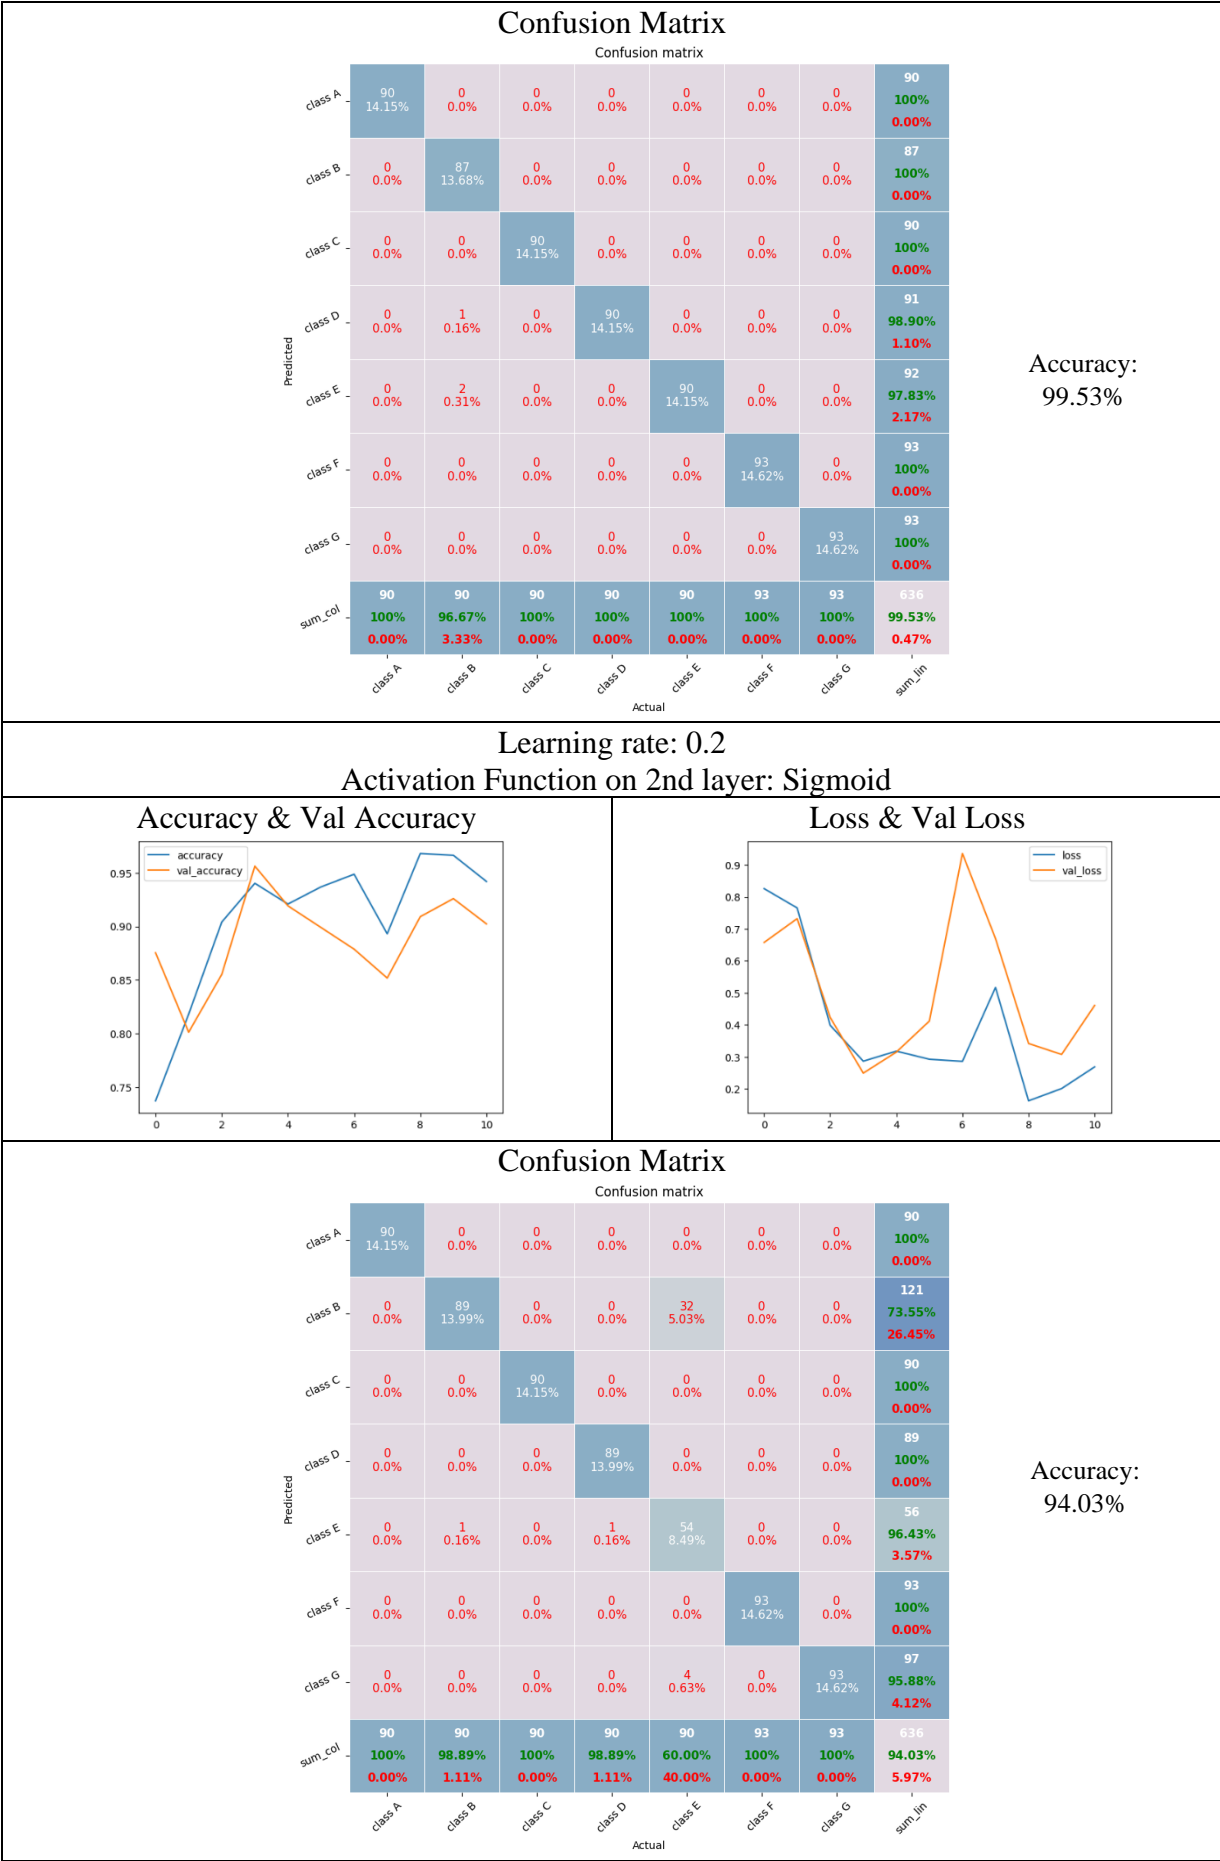 Confusion Matrix
Confusion matrix
class A
90 0 0 0 0 0 0 90
14.15% 0.0% 0.0% 0.0% 0.0% 0.0% 0.0% 100%
0.00%
class B
0 87 0 0 0 0 0 87
0.0% 13.68% 0.0% 0.0% 0.0% 0.0% 0.0% 100%
0.00%
class C
0 0 90 0 0 0 0 90
0.0% 0.0% 14.15% 0.0% 0.0% 0.0% 0.0% 100%
0.00%
class D
0 1 0 90 0 0 0 91
0.0% 0.16% 0.0% 14.15% 0.0% 0.0% 0.0% 98.90%
1.10%
Predicted
class E
0 2 0 0 90 0 0 92
0.0% 0.31% 0.0% 0.0% 14.15% 0.0% 0.0% 97.83%
2.17%
class F
0 0 0 0 0 93 0 93
0.0% 0.0% 0.0% 0.0% 0.0% 14.62% 0.0% 100%
0.00%
class G
0 0 0 0 0 0 93 93
0.0% 0.0% 0.0% 0.0% 0.0% 0.0% 14.62% 100%
0.00%
sum_col
90 90 90 90 90 93 93 636
100% 96.67% 100% 100% 100% 100% 100% 99.53%
0.00% 3.33% 0.00% 0.00% 0.00% 0.00% 0.00% 0.47%
class A class B class C class D class E class F class G sum_lin
Actual
Accuracy:
99.53%
Learning rate: 0.2
Activation Function on 2nd layer: Sigmoid
Accuracy & Val Accuracy
accuracy
val_accuracy
0.95
0.90
0.85
0.80
0.75
0 2 4 6 8 10
Loss & Val Loss
loss
val_loss
0.9
0.8
0.7
0.6
0.5
0.4
0.3
0.2
0 2 4 6 8 10
Confusion Matrix
Confusion matrix
class A
90 0 0 0 0 0 0 90
14.15% 0.0% 0.0% 0.0% 0.0% 0.0% 0.0% 100%
0.00%
class B
0 89 0 0 32 0 0 121
0.0% 13.99% 0.0% 0.0% 5.03% 0.0% 0.0% 73.55%
26.45%
class C
0 0 90 0 0 0 0 90
0.0% 0.0% 14.15% 0.0% 0.0% 0.0% 0.0% 100%
0.00%
class D
0 0 0 89 0 0 0 89
0.0% 0.0% 0.0% 13.99% 0.0% 0.0% 0.0% 100%
0.00%
Predicted
class E
0 1 0 1 54 0 0 56
0.0% 0.16% 0.0% 0.16% 8.49% 0.0% 0.0% 96.43%
3.57%
class F
0 0 0 0 0 93 0 93
0.0% 0.0% 0.0% 0.0% 0.0% 14.62% 0.0% 100%
0.00%
class G
0 0 0 0 4 0 93 97
0.0% 0.0% 0.0% 0.0% 0.63% 0.0% 14.62% 95.88%
4.12%
sum_col
90 90 90 90 90 93 93 636
100% 98.89% 100% 98.89% 60.00% 100% 100% 94.03%
0.00% 1.11% 0.00% 1.11% 40.00% 0.00% 0.00% 5.97%
class A class B class C class D class E class F class G sum_lin
Actual
Accuracy:
94.03%